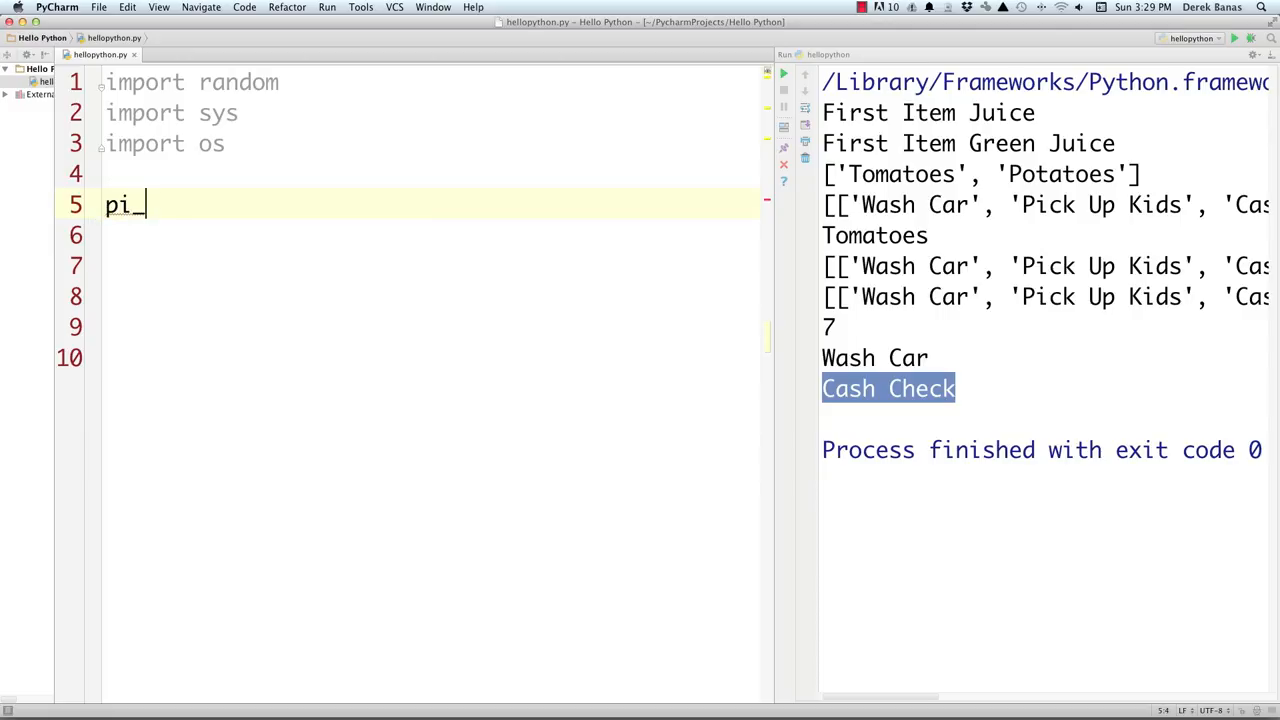 PyCharm File Edit View Navigate Code Refactor Run Tools VCS Window Help 10 Sun 3:29 PM Derek Banas
hellopython.py - Hello Python - [~/PycharmProjects/Hello Python]
Hello Python hellopython.py hellopython
hellopython.py Run hellopython
Hello P
hell
Externa
1 import random
2 import sys
3 import os
4
5 pi_
6
7
8
9
10
/Library/Frameworks/Python.framewo
First Item Juice
First Item Green Juice
['Tomatoes', 'Potatoes']
[['Wash Car', 'Pick Up Kids', 'Cas
Tomatoes
[['Wash Car', 'Pick Up Kids', 'Cas
[['Wash Car', 'Pick Up Kids', 'Cas
7
Wash Car
Cash Check
Process finished with exit code 0
5:4 LF UTF-8